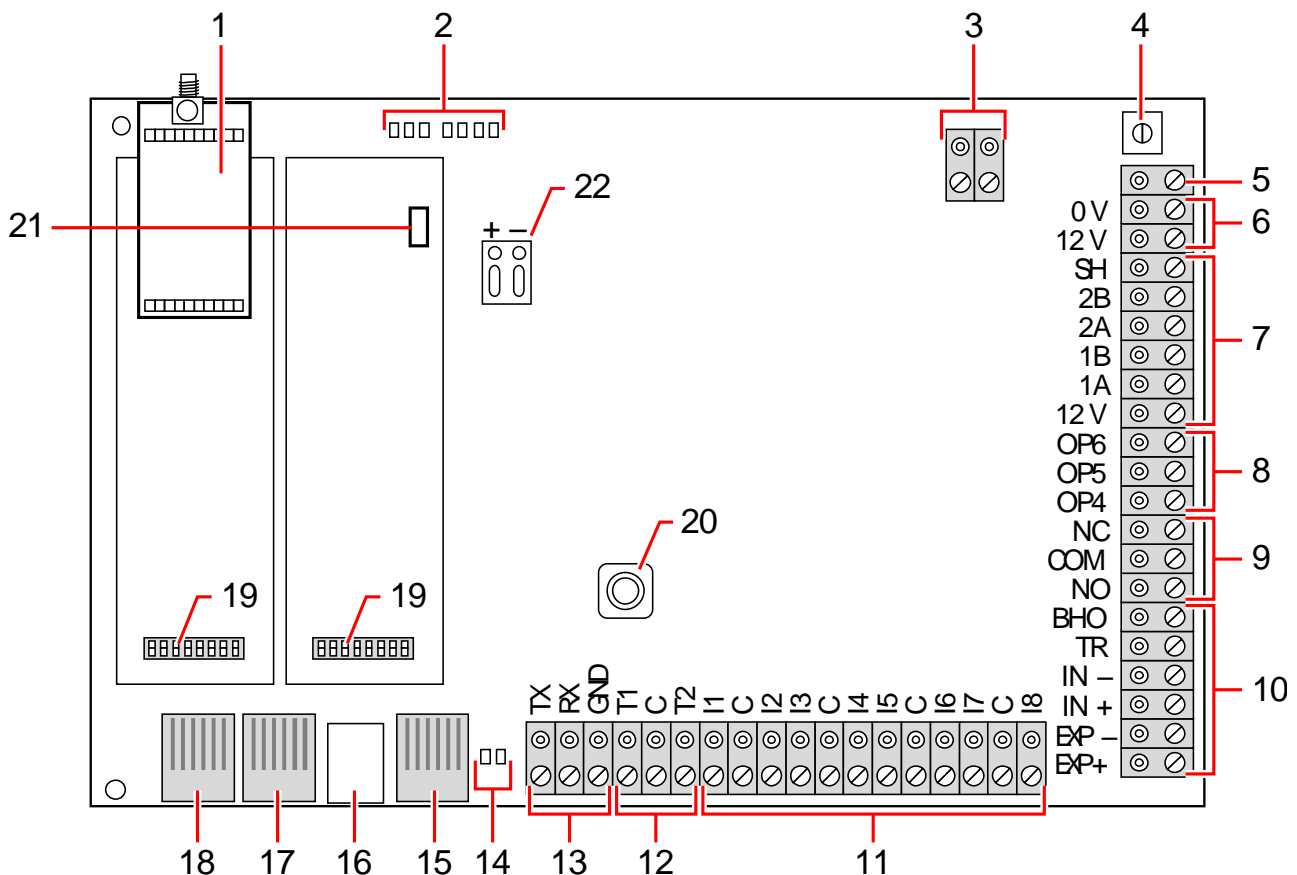 1
2
3
4
5
0 V
6
12 V
SH
2B
2A
7
1B
1A
12 V
OP6
OP5
8
OP4
NC
COM
9
NO
BHO
TR
IN –
10
IN +
EXP –
EXP+
21
22
+ –
20
19
19
TX
RX
GND
T1
C
T2
I1
C
I2
I3
C
I4
I5
C
I6
I7
C
I8
18
17
16
15
14
13
12
11